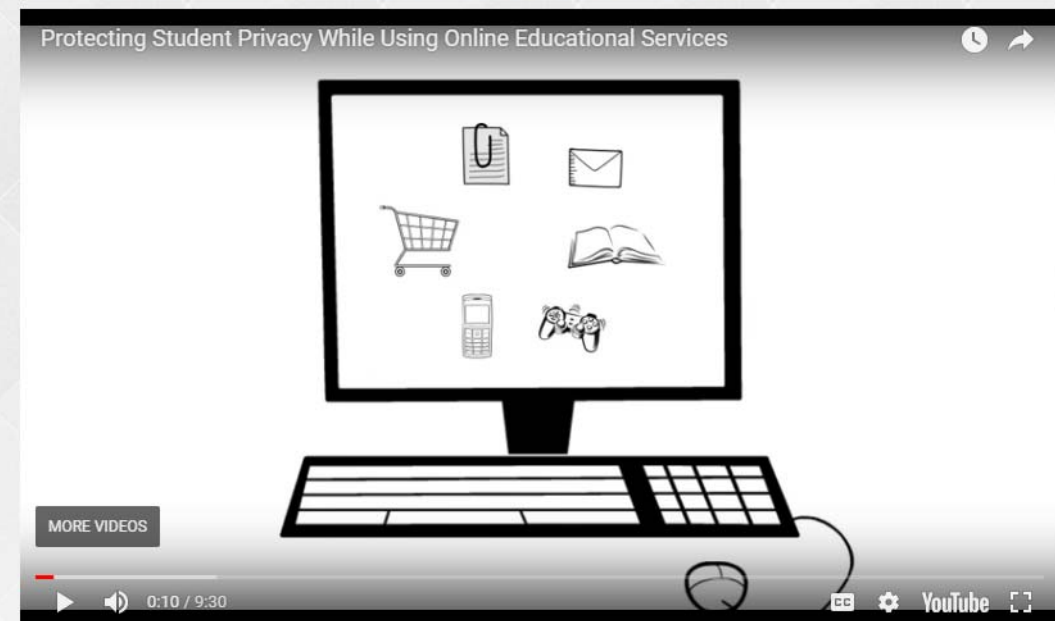 Protecting Student Privacy While Using Online Educational Services
MORE VIDEOS
0:10 / 9:30
CC
YouTube